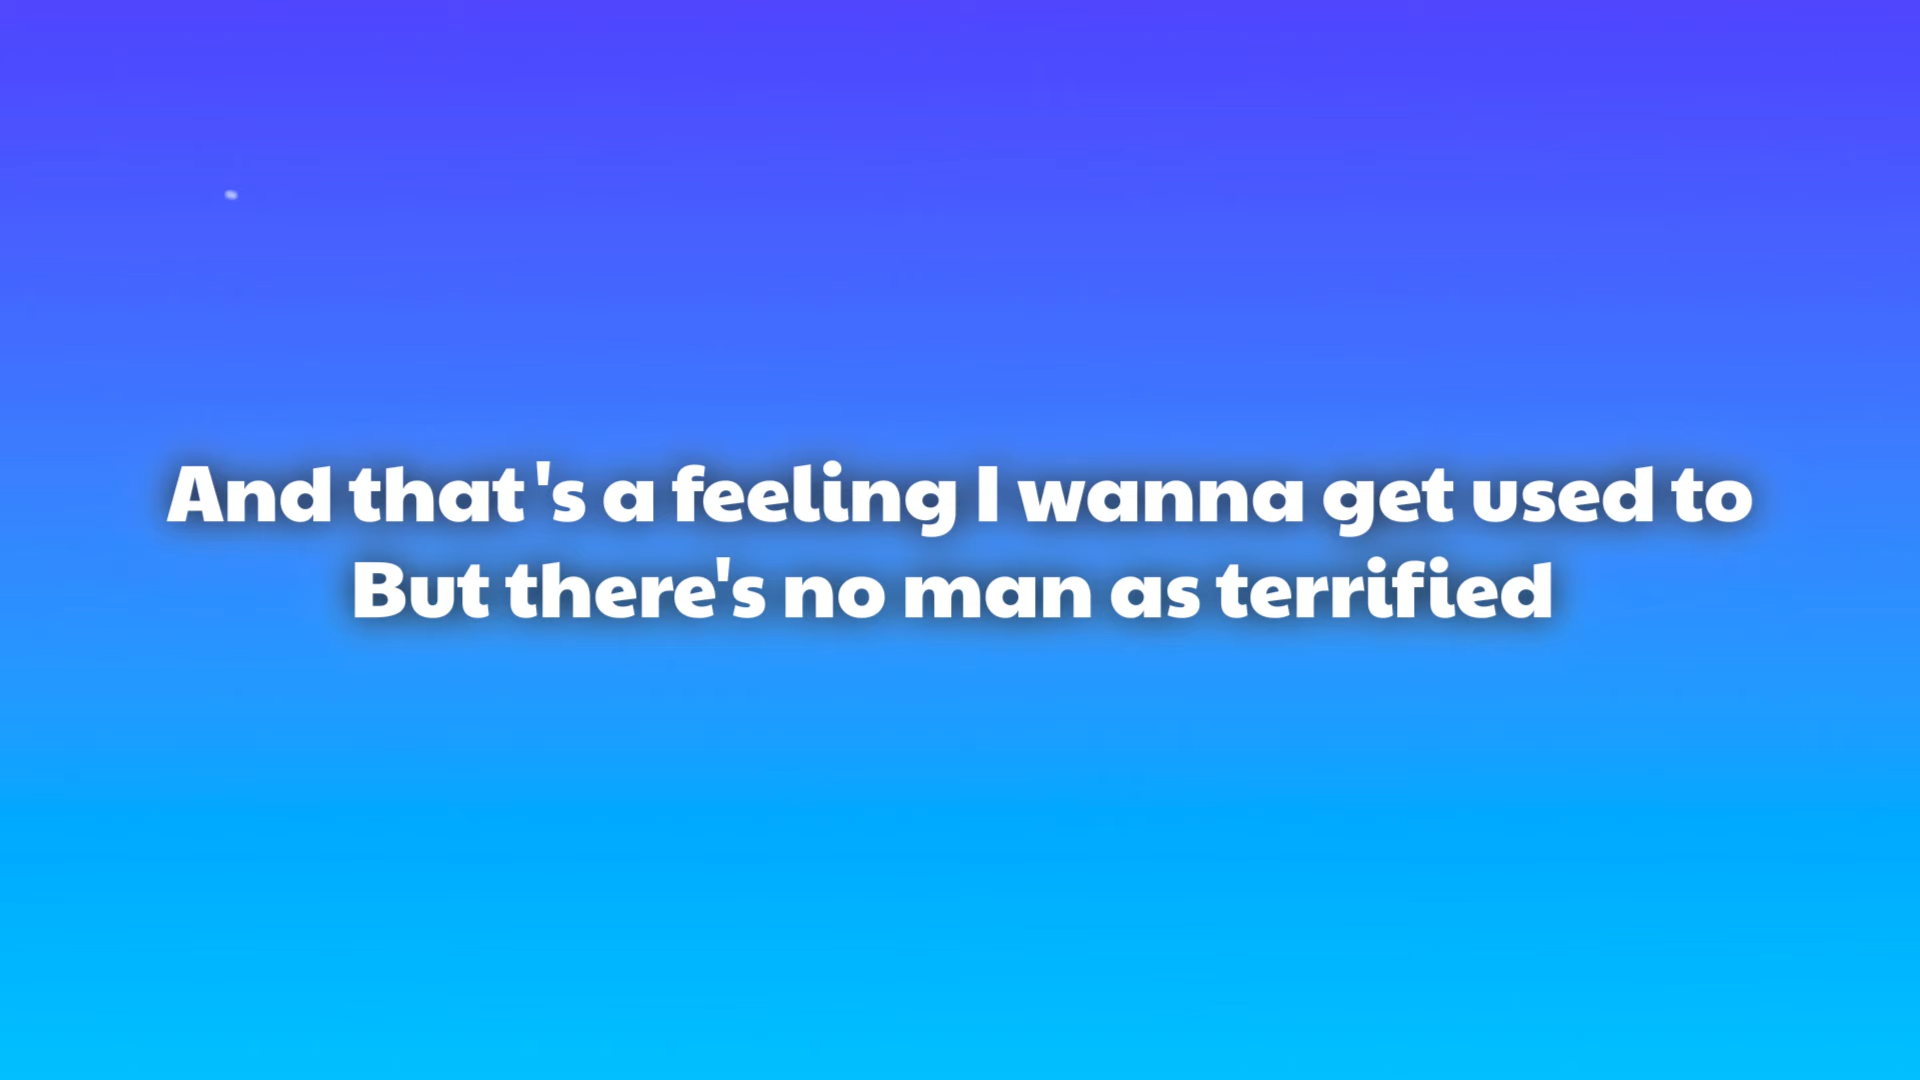 And that's a feeling I wanna get used to
But there's no man as terrified